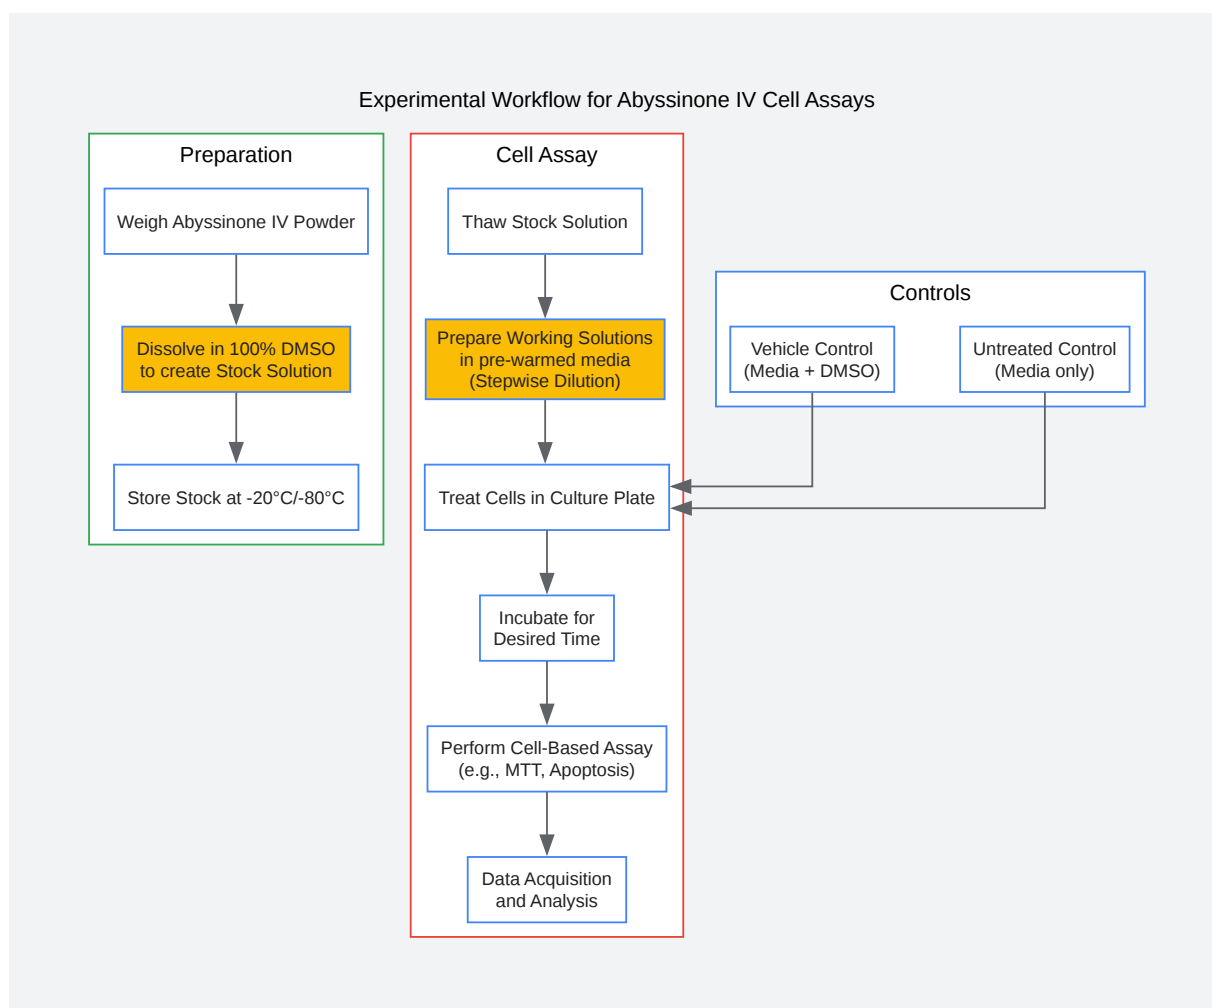 Experimental Workflow for Abyssinone IV Cell Assays
Preparation
Weigh Abyssinone IV Powder
Dissolve in 100% DMSO
to create Stock Solution
Store Stock at -20°C/-80°C
Cell Assay
Thaw Stock Solution
Prepare Working Solutions
in pre-warmed media
(Stepwise Dilution)
Treat Cells in Culture Plate
Incubate for
Desired Time
Perform Cell-Based Assay
(e.g., MTT, Apoptosis)
Data Acquisition
and Analysis
Controls
Vehicle Control
(Media + DMSO)
Untreated Control
(Media only)